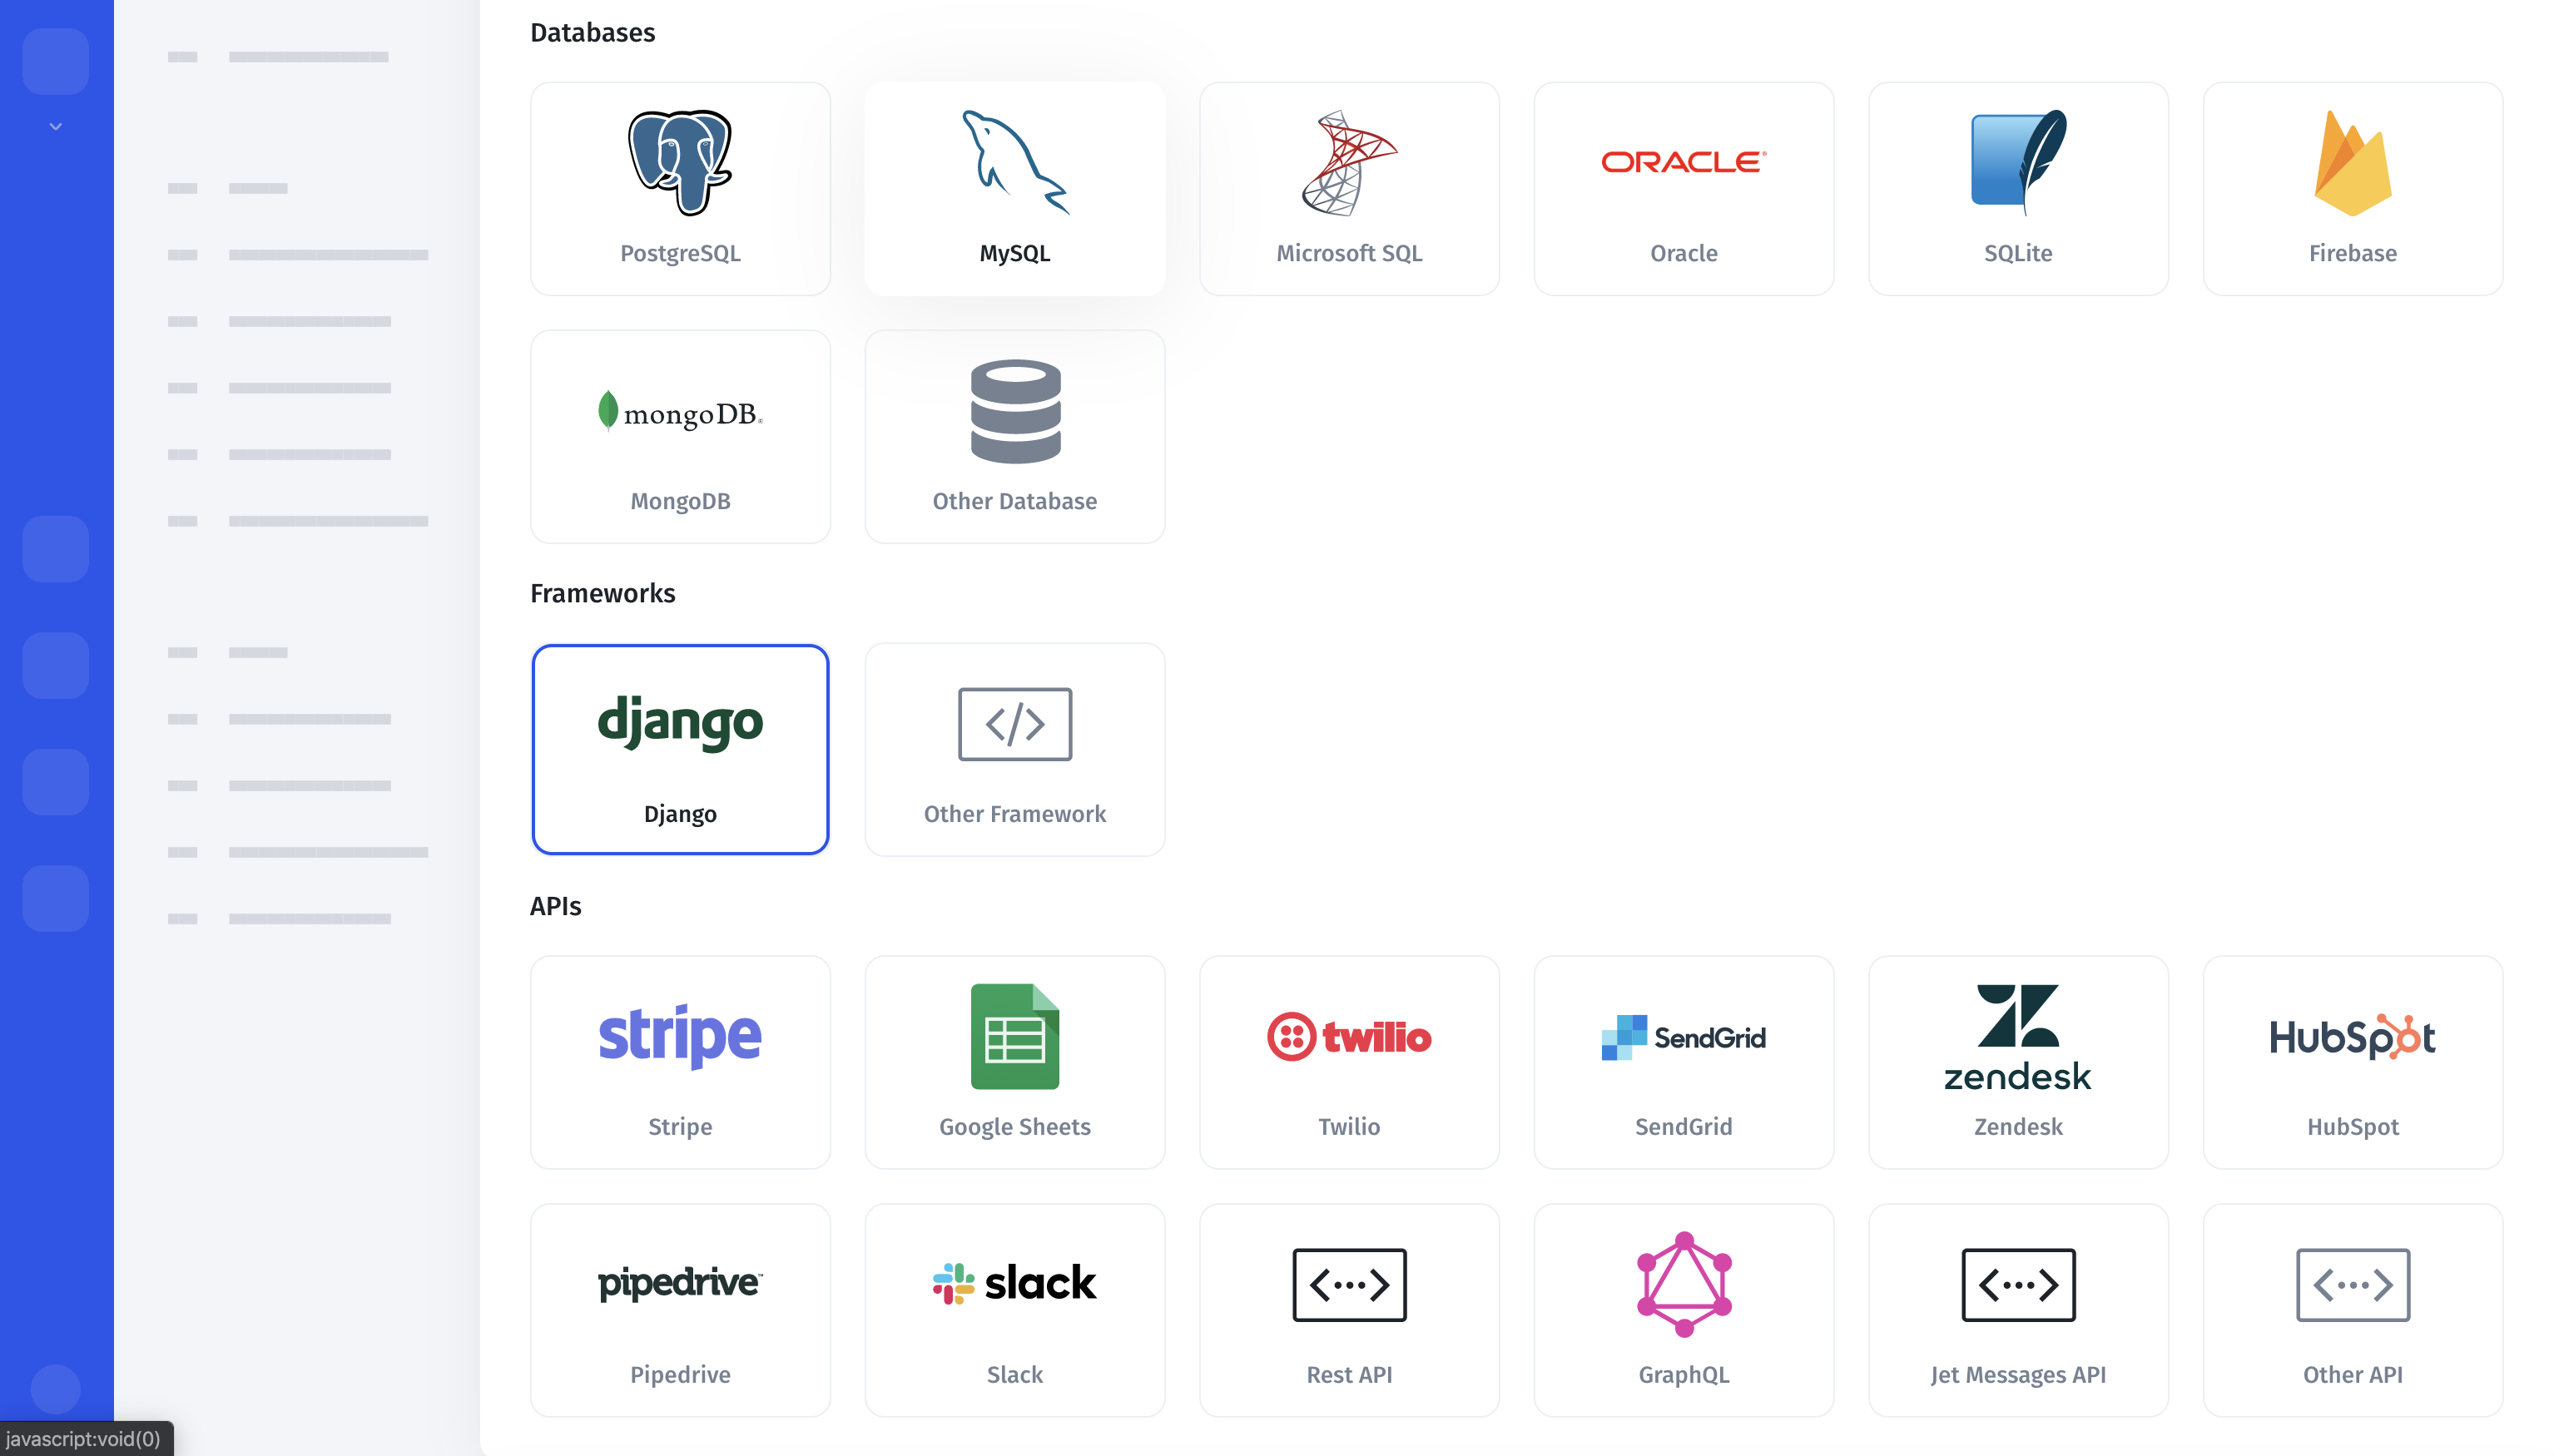 Databases
PostgreSQL
MySQL
Microsoft SQL
ORACLE®
Oracle
SQLite
Firebase
mongoDB®
MongoDB
Other Database
Frameworks
django
Django
</>
Other Framework
APIs
stripe
Stripe
Google Sheets
twilio
Twilio
SendGrid
SendGrid
zendesk
Zendesk
HubSpot
HubSpot
pipedrive™
Pipedrive
slack
Slack
<···>
Rest API
GraphQL
<···>
Jet Messages API
<···>
Other API
javascript:void(0)